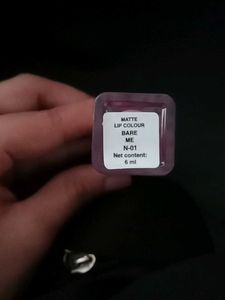 MATTE
LIP COLOUR
BARE
ME
N-01
Net content:
6 ml